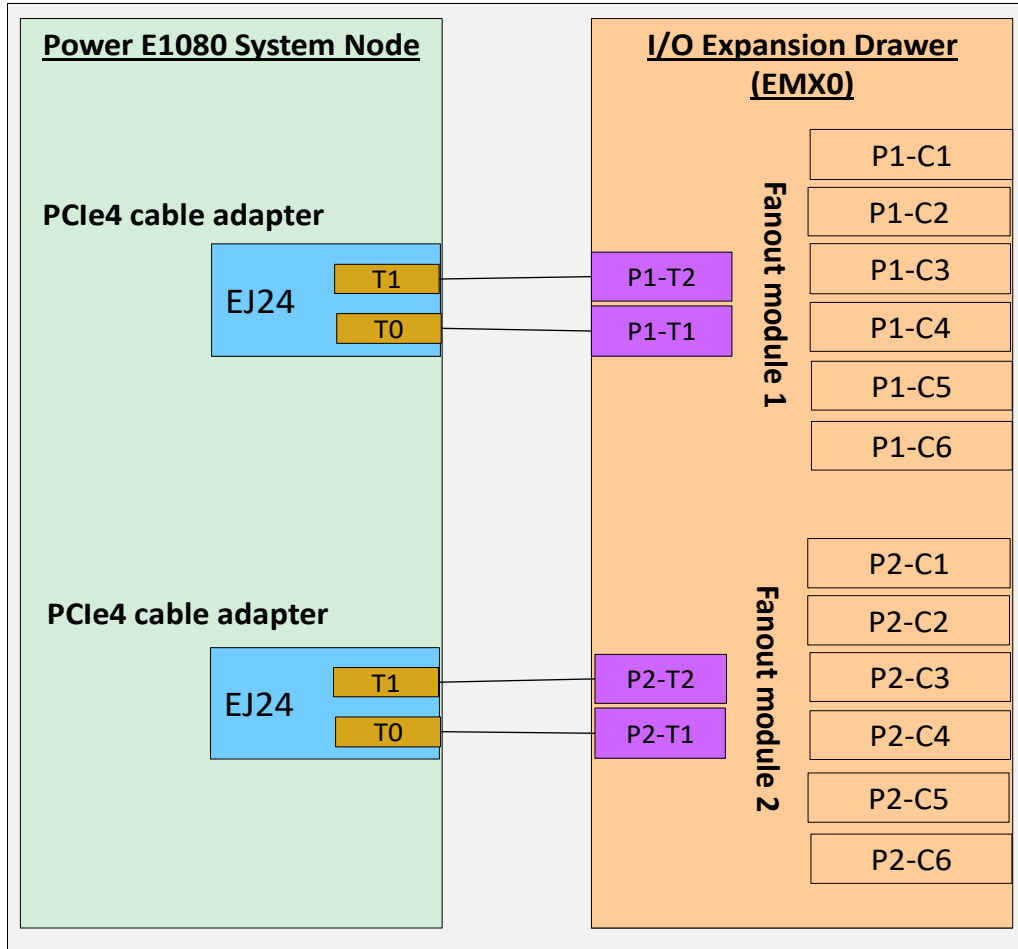 Power E1080 System Node
PCIe4 cable adapter
EJ24
T1
T0
PCIe4 cable adapter
EJ24
T1
T0
I/O Expansion Drawer
(EMX0)
P1-T2
P1-T1
Fanout module 1
P1-C1
P1-C2
P1-C3
P1-C4
P1-C5
P1-C6
P2-T2
P2-T1
Fanout module 2
P2-C1
P2-C2
P2-C3
P2-C4
P2-C5
P2-C6